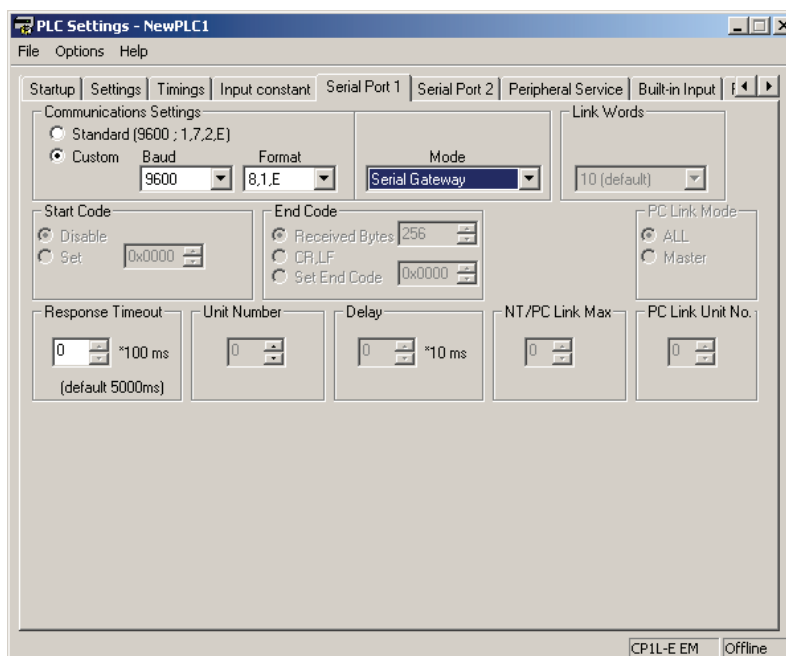 PLC Settings - NewPLC1
File Options Help
Startup Settings Timings Input constant Serial Port 1 Serial Port 2 Peripheral Service Built-in Input
Communications Settings Link Words
Standard (9600 ; 1,7,2,E)
Custom Baud Format Mode
9600 8,1,E Serial Gateway 10 (default)
Start Code End Code PC Link Mode
Disable Received Bytes 256 ALL
Set 0x0000 CR,LF Master
Set End Code 0x0000
Response Timeout Unit Number Delay NT/PC Link Max PC Link Unit No.
0 *100 ms 0 0 *10 ms 0 0
(default 5000ms)
CP1L-E EM Offline